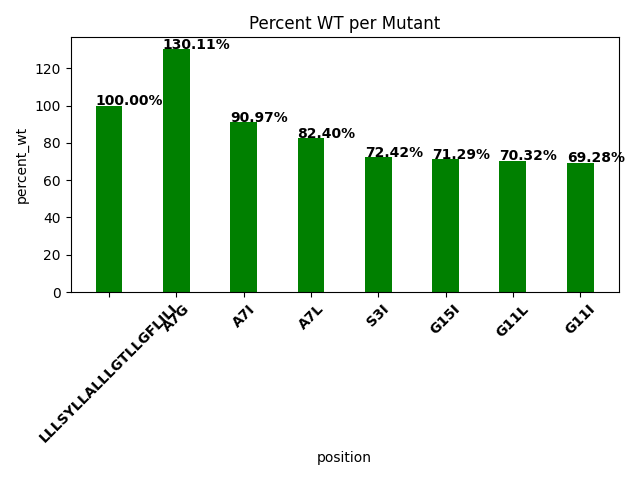 Percent WT per Mutant
130.11%
100.00%
90.97%
82.40%
72.42%
71.29%
70.32%
69.28%
percent_wt
120
100
80
60
40
20
0
A7G
A7I
A7L
S3I
G15I
G11L
G11I
position